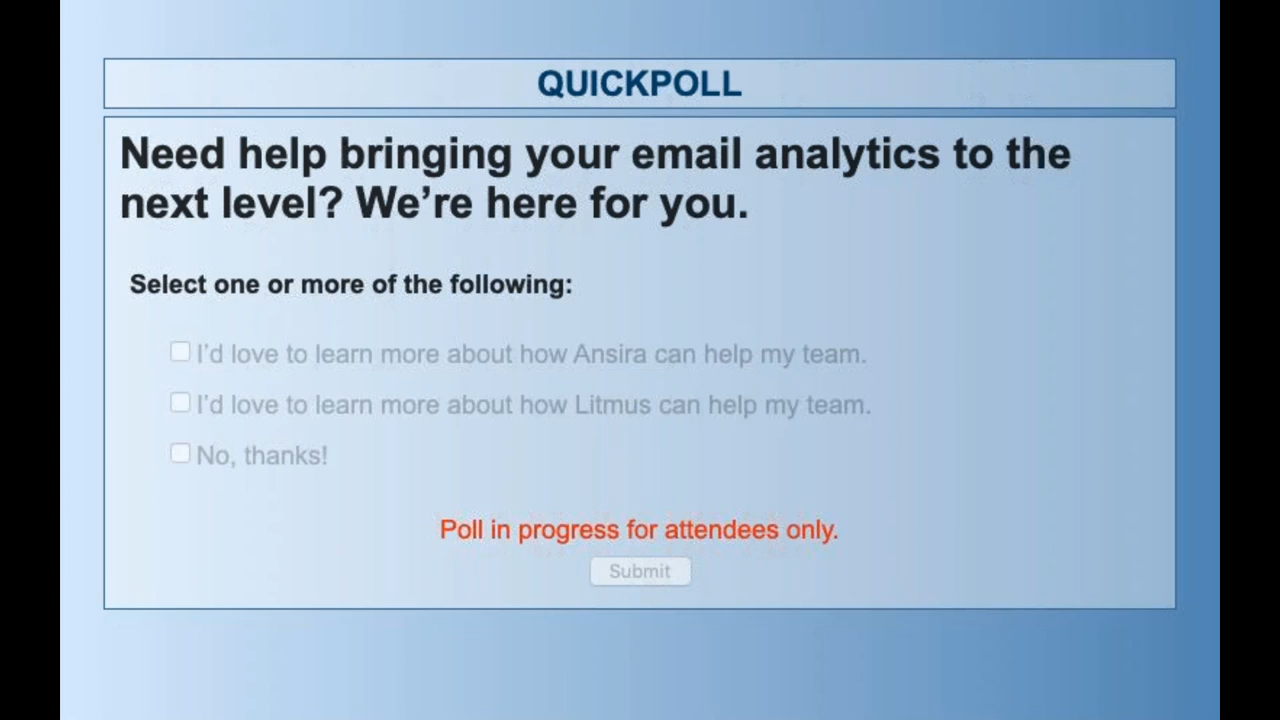 QUICKPOLL
Need help bringing your email analytics to the
next level? We’re here for you.
Select one or more of the following:
I’d love to learn more about how Ansira can help my team.
I’d love to learn more about how Litmus can help my team.
No, thanks!
Poll in progress for attendees only.
Submit